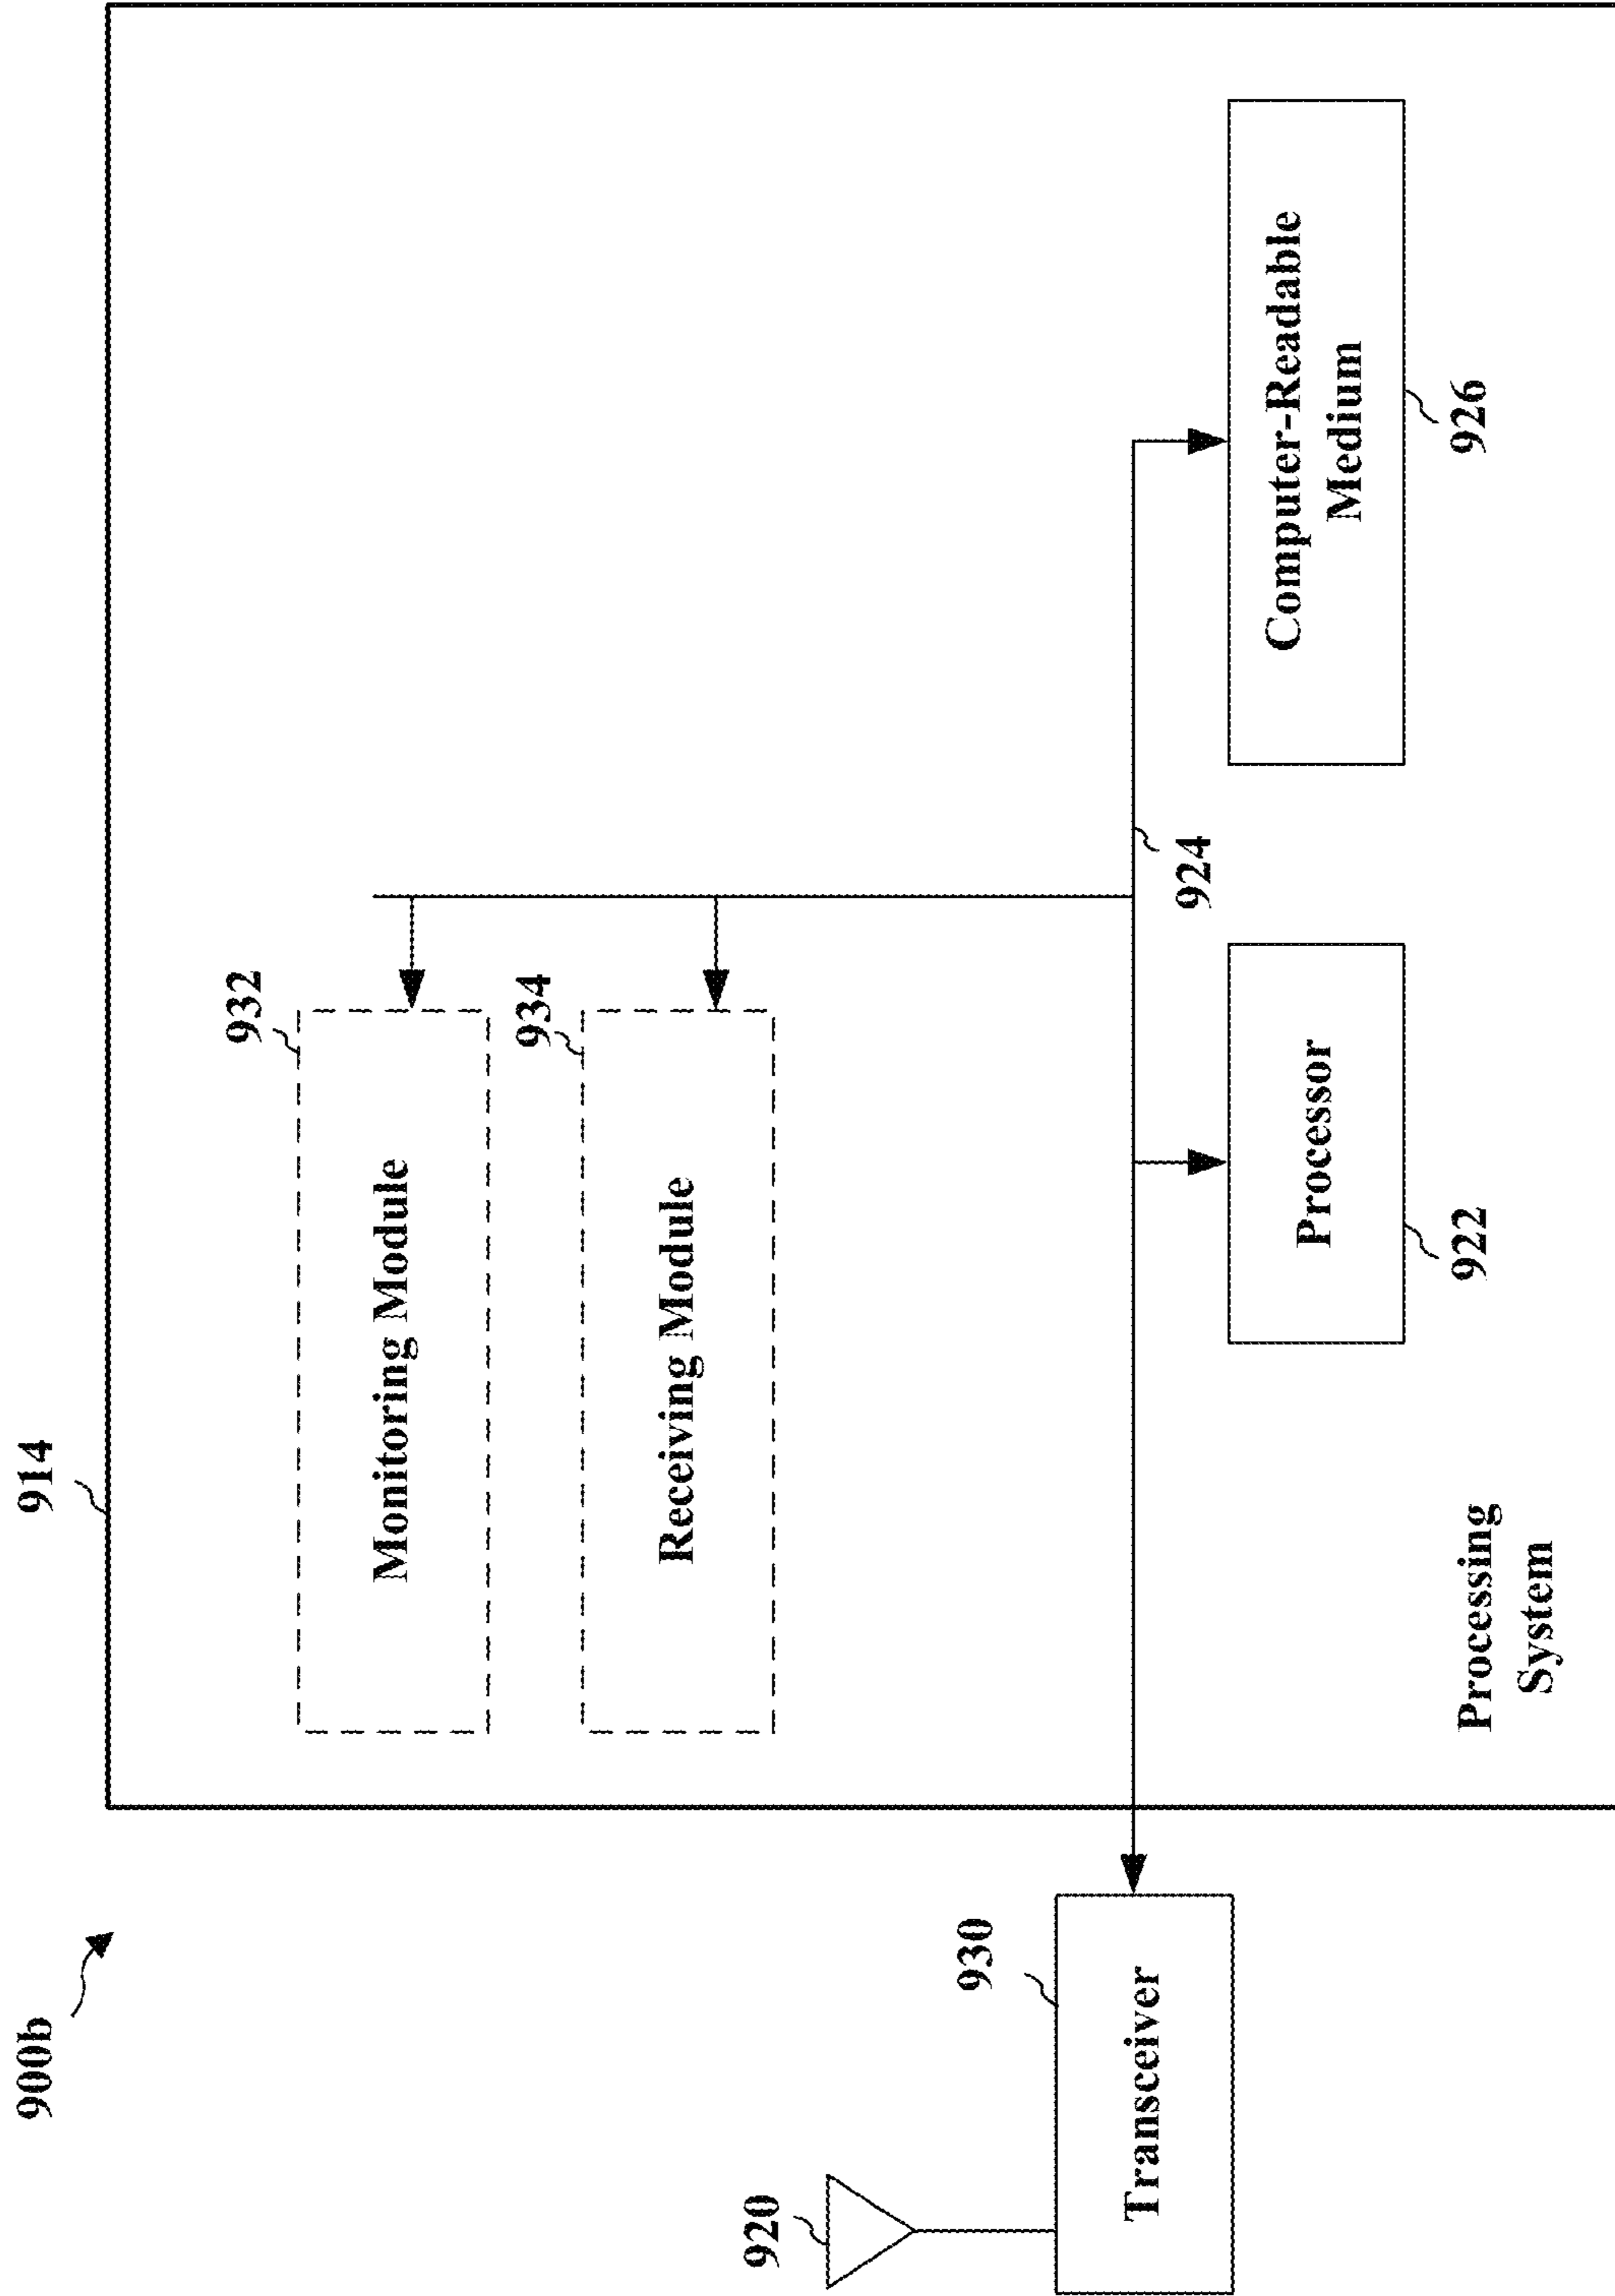 900b
914
932
Monitoring Module
934
Receiving Module
920
930
Transceiver
924
Processor
922
Computer-Readable
Medium
926
Processing
System